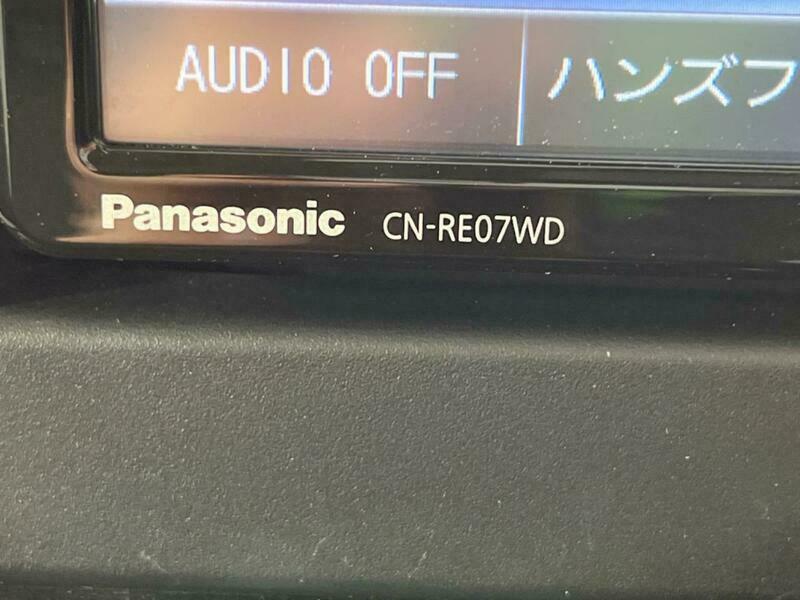 AUDIO OFF ハンズフ
Panasonic CN-RE07WD